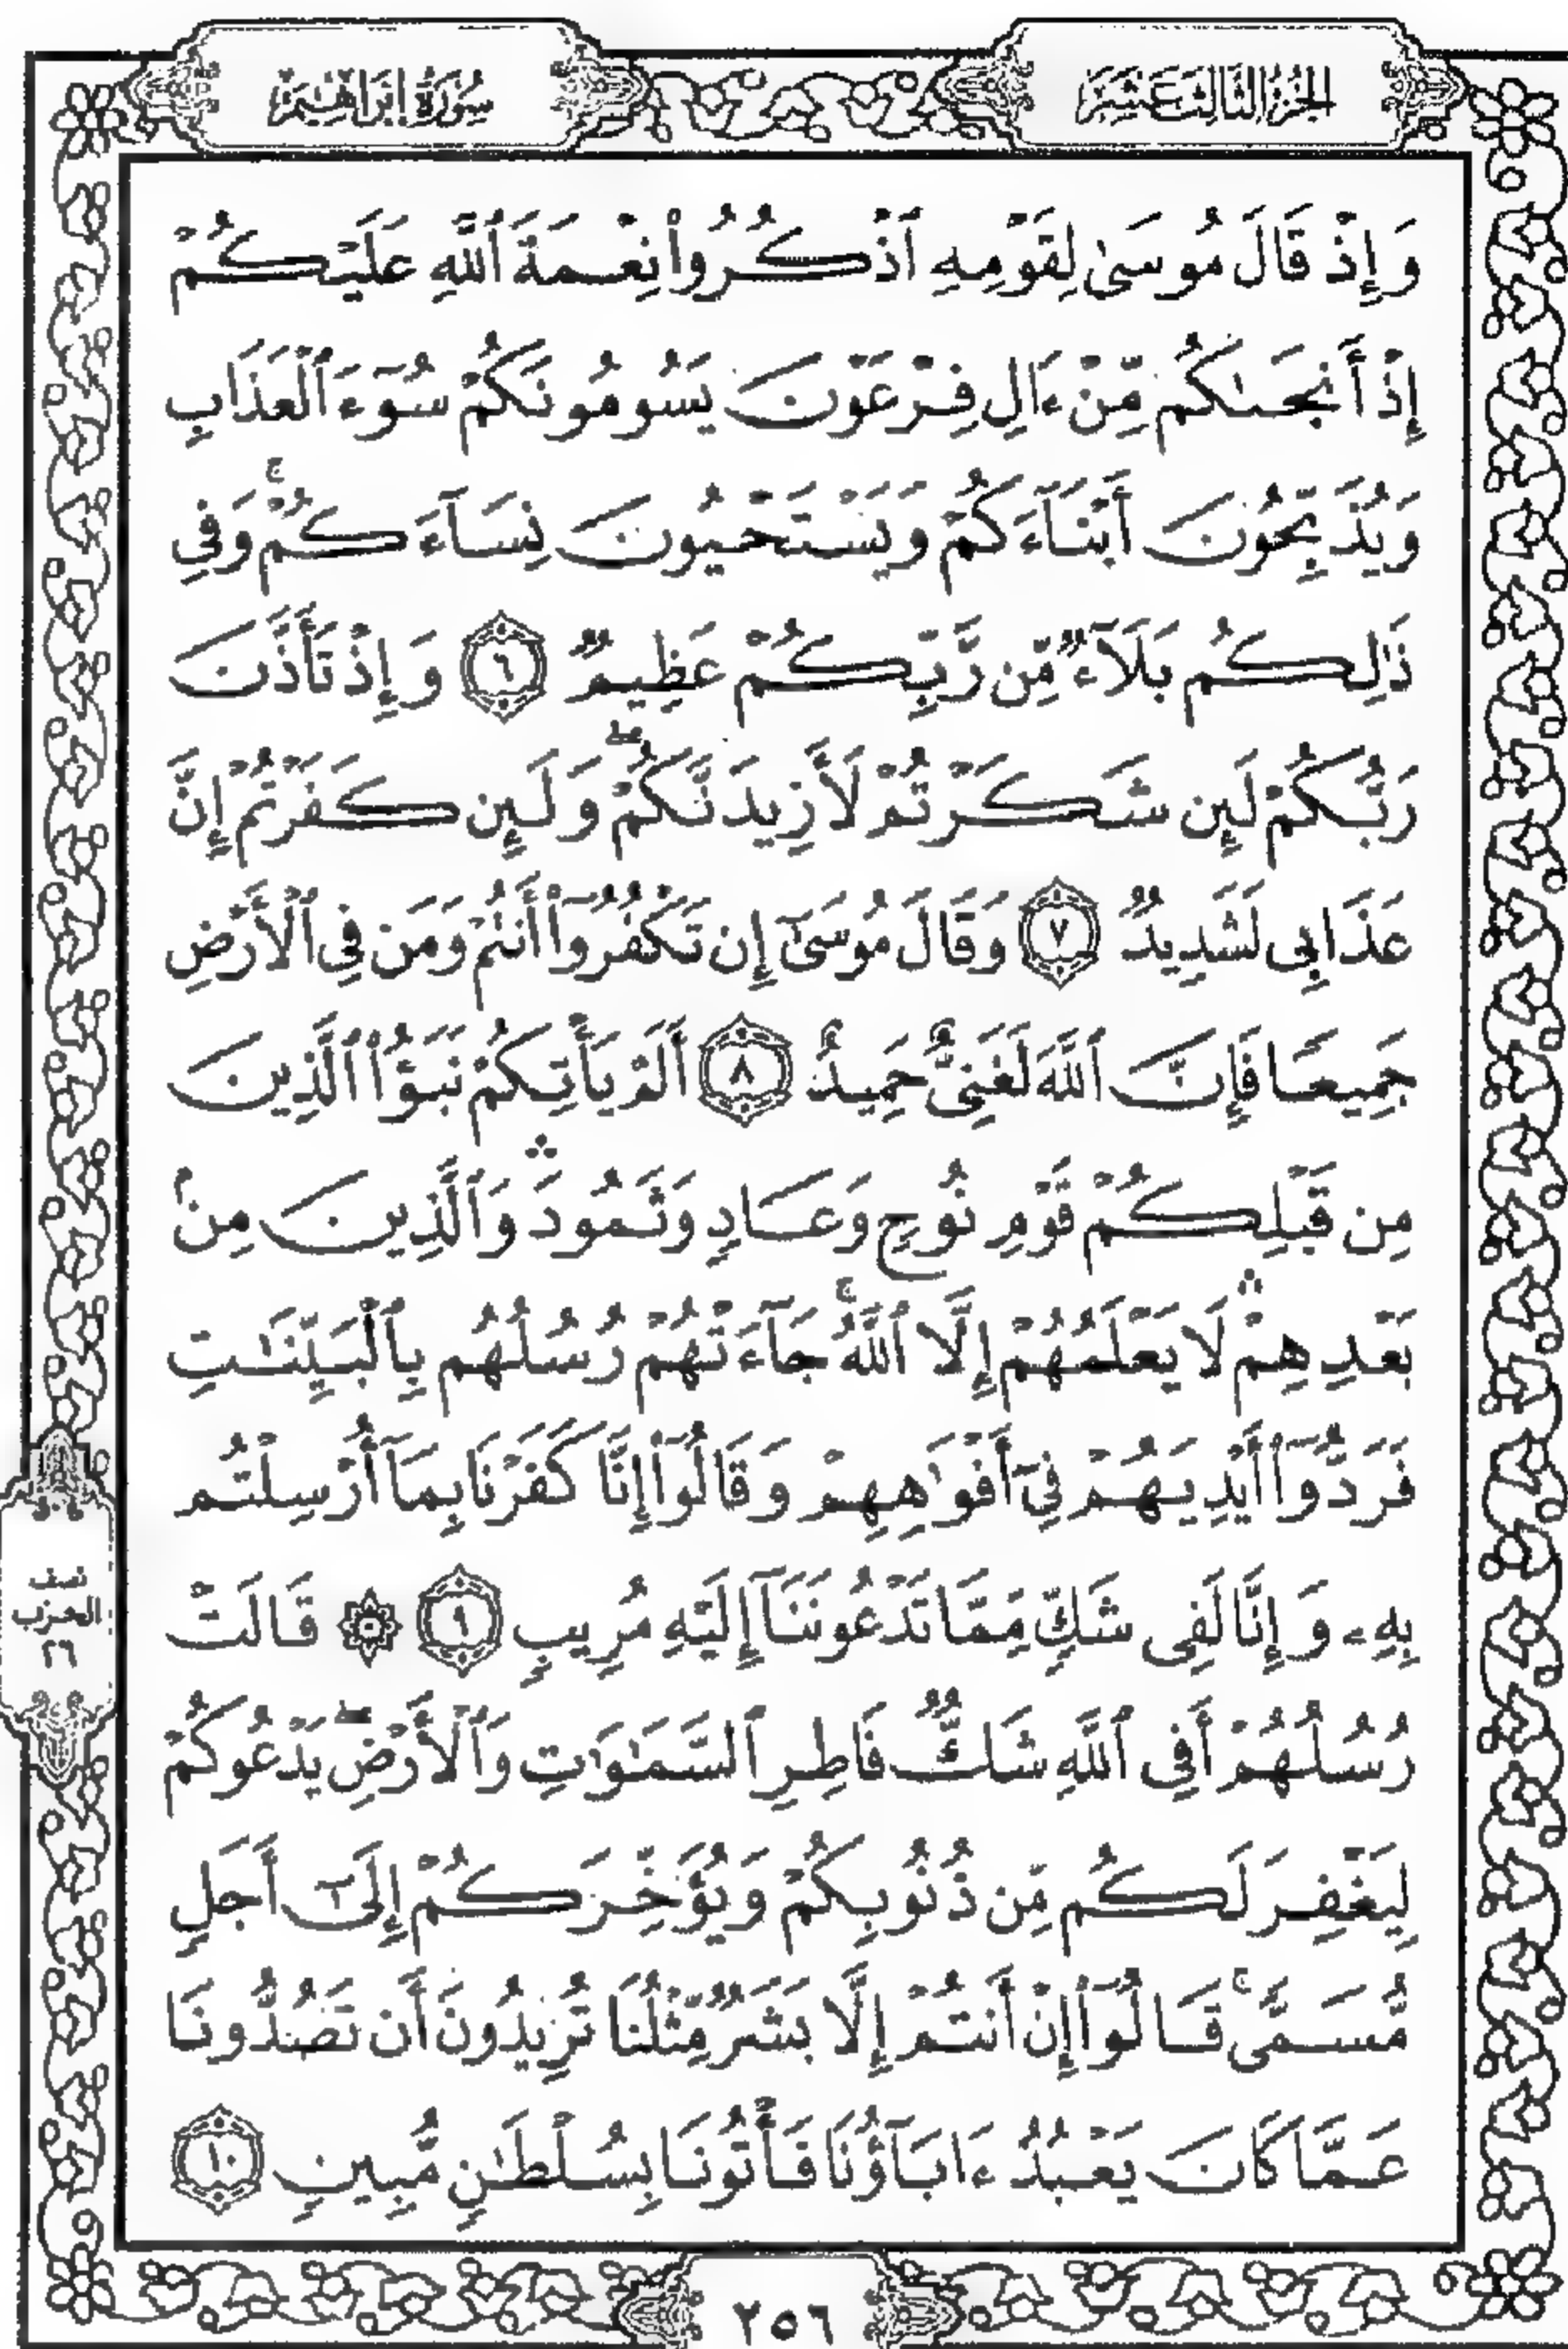 الجزء الثالث عشر
سورة إبراهيم
وَإِذْ قَالَ مُوسَىٰ لِقَوْمِهِ ٱذْكُرُوا۟ نِعْمَةَ ٱللَّهِ عَلَيْكُمْ
إِذْ أَنجَىٰكُم مِّنْ ءَالِ فِرْعَوْنَ يَسُومُونَكُمْ سُوٓءَ ٱلْعَذَابِ
وَيُذَبِّحُونَ أَبْنَآءَكُمْ وَيَسْتَحْيُونَ نِسَآءَكُمْ ۚ وَفِى
ذَٰلِكُم بَلَآءٌ مِّن رَّبِّكُمْ عَظِيمٌ ٦ وَإِذْ تَأَذَّنَ
رَبُّكُمْ لَئِن شَكَرْتُمْ لَأَزِيدَنَّكُمْ ۖ وَلَئِن كَفَرْتُمْ إِنَّ
عَذَابِى لَشَدِيدٌ ٧ وَقَالَ مُوسَىٰٓ إِن تَكْفُرُوٓا۟ أَنتُمْ وَمَن فِى ٱلْأَرْضِ
جَمِيعًا فَإِنَّ ٱللَّهَ لَغَنِىٌّ حَمِيدٌ ٨ أَلَمْ يَأْتِكُمْ نَبَؤُا۟ ٱلَّذِينَ
مِن قَبْلِكُمْ قَوْمِ نُوحٍ وَعَادٍ وَثَمُودَ ۛ وَٱلَّذِينَ مِنۢ
بَعْدِهِمْ ۛ لَا يَعْلَمُهُمْ إِلَّا ٱللَّهُ ۚ جَآءَتْهُمْ رُسُلُهُم بِٱلْبَيِّنَٰتِ
فَرَدُّوٓا۟ أَيْدِيَهُمْ فِىٓ أَفْوَٰهِهِمْ وَقَالُوٓا۟ إِنَّا كَفَرْنَا بِمَآ أُرْسِلْتُم
بِهِۦ وَإِنَّا لَفِى شَكٍّ مِّمَّا تَدْعُونَنَآ إِلَيْهِ مُرِيبٍ ٩ ۞ قَالَتْ
رُسُلُهُمْ أَفِى ٱللَّهِ شَكٌّ فَاطِرِ ٱلسَّمَٰوَٰتِ وَٱلْأَرْضِ ۖ يَدْعُوكُمْ
لِيَغْفِرَ لَكُم مِّن ذُنُوبِكُمْ وَيُؤَخِّرَكُمْ إِلَىٰٓ أَجَلٍ
مُّسَمًّى ۚ قَالُوٓا۟ إِنْ أَنتُمْ إِلَّا بَشَرٌ مِّثْلُنَا تُرِيدُونَ أَن تَصُدُّونَا
عَمَّا كَانَ يَعْبُدُ ءَابَآؤُنَا فَأْتُونَا بِسُلْطَٰنٍ مُّبِينٍ ١٠
نصف
الحزب
٢٦
٢٥٦